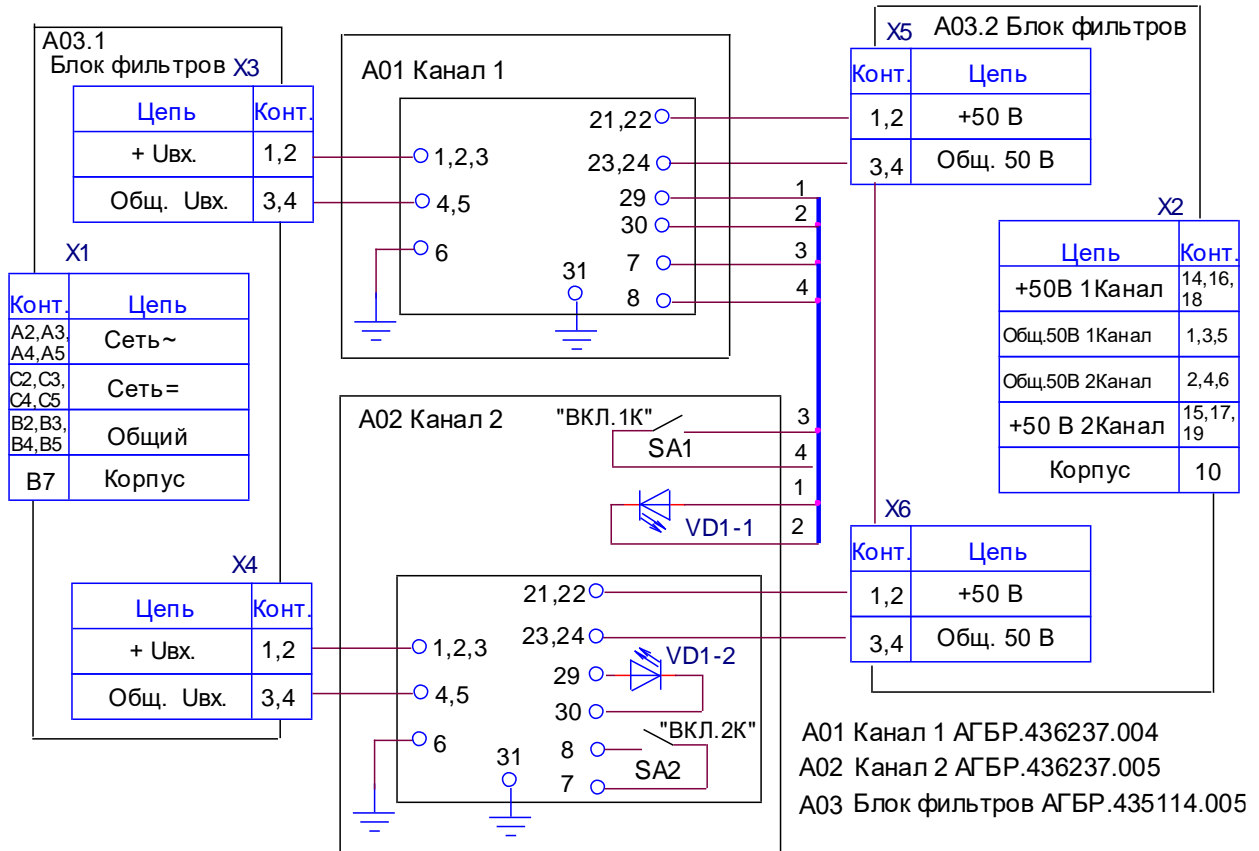 А03.1
Блок фильтров
X3
Цепь Конт.
+ Uвх. 1,2
Общ. Uвх. 3,4
X1
Конт. Цепь
A2,A3,
A4,A5
Сеть~
C2,C3,
C4,C5
Сеть=
B2,B3,
B4,B5
Общий
B7 Корпус
X4
Цепь Конт.
+ Uвх. 1,2
Общ. Uвх. 3,4
А01 Канал 1
1,2,3
4,5
6
31
21,22
23,24
29
30
7
8
1
2
3
4
А02 Канал 2
"ВКЛ.1К"
SA1
3
4
1
VD1-1
2
21,22
23,24
1,2,3
4,5
6
31
29
VD1-2
30
8
"ВКЛ.2К"
SA2
7
X5
А03.2 Блок фильтров
Конт. Цепь
1,2 +50 В
3,4 Общ. 50 В
X2
Цепь Конт.
+50В 1Канал 14,16,
18
Общ.50В 1Канал 1,3,5
Общ.50В 2Канал 2,4,6
+50 В 2Канал 15,17,
19
Корпус 10
X6
Конт. Цепь
1,2 +50 В
3,4 Общ. 50 В
А01 Канал 1 АГБР.436237.004
А02 Канал 2 АГБР.436237.005
А03 Блок фильтров АГБР.435114.005